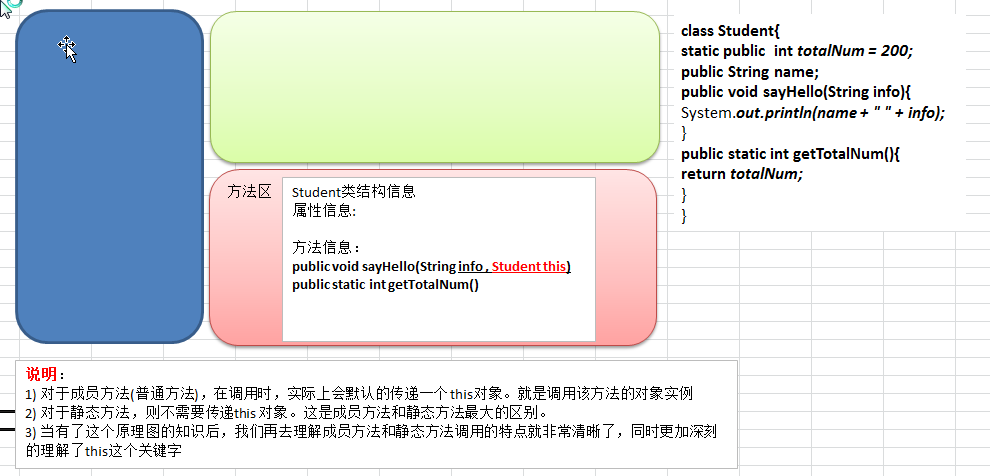 class Student{
static public  int totalNum = 200;
public String name;
public void sayHello(String info){
System.out.println(name + " " + info);
}
public static int getTotalNum(){
return totalNum;
}
}
方法区
Student类结构信息
属性信息:
方法信息：
public void sayHello(String info , Student this)
public static int getTotalNum()
说明：
1) 对于成员方法(普通方法)，在调用时，实际上会默认的传递一个 this对象。就是调用该方法的对象实例
2) 对于静态方法，则不需要传递this 对象。这是成员方法和静态方法最大的区别。
3) 当有了这个原理图的知识后，我们再去理解成员方法和静态方法调用的特点就非常清晰了，同时更加深刻
的理解了this这个关键字